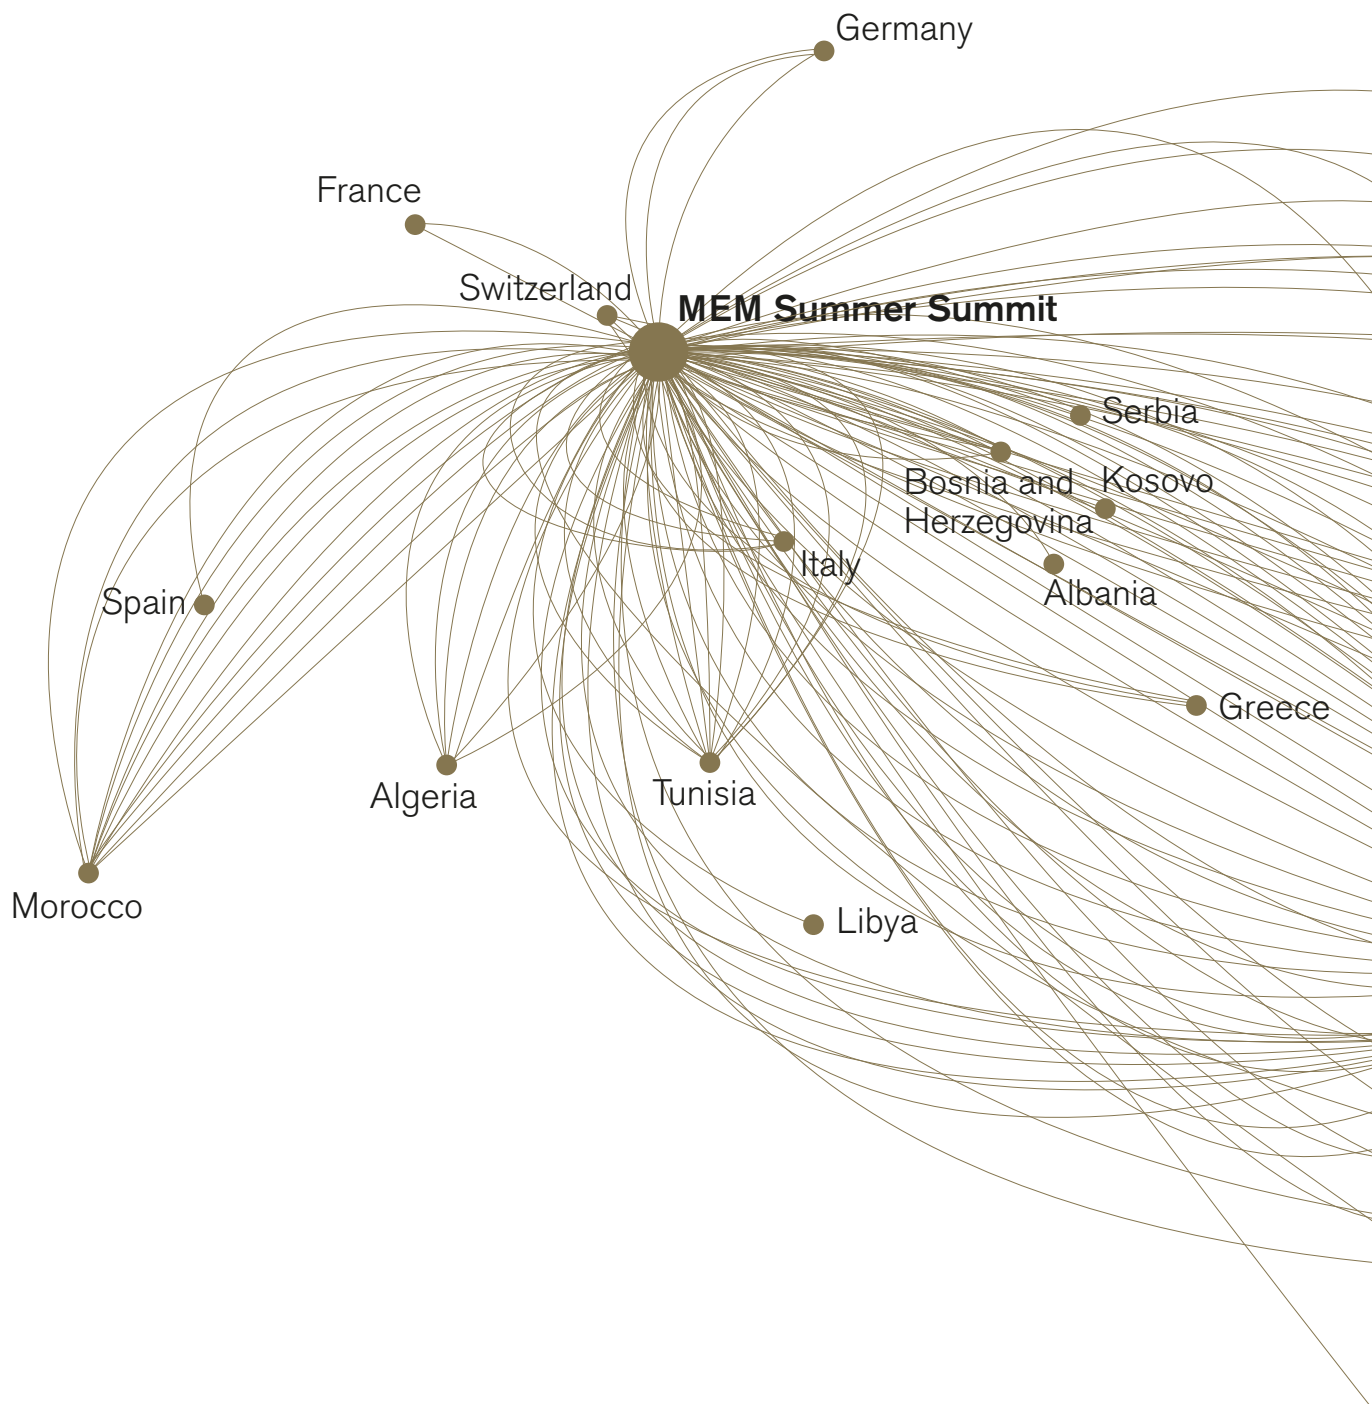 Germany
France
Switzerland
MEM Summer Summit
Serbia
Bosnia and
Herzegovina
Kosovo
Italy
Albania
Spain
Greece
Algeria
Tunisia
Morocco
Libya